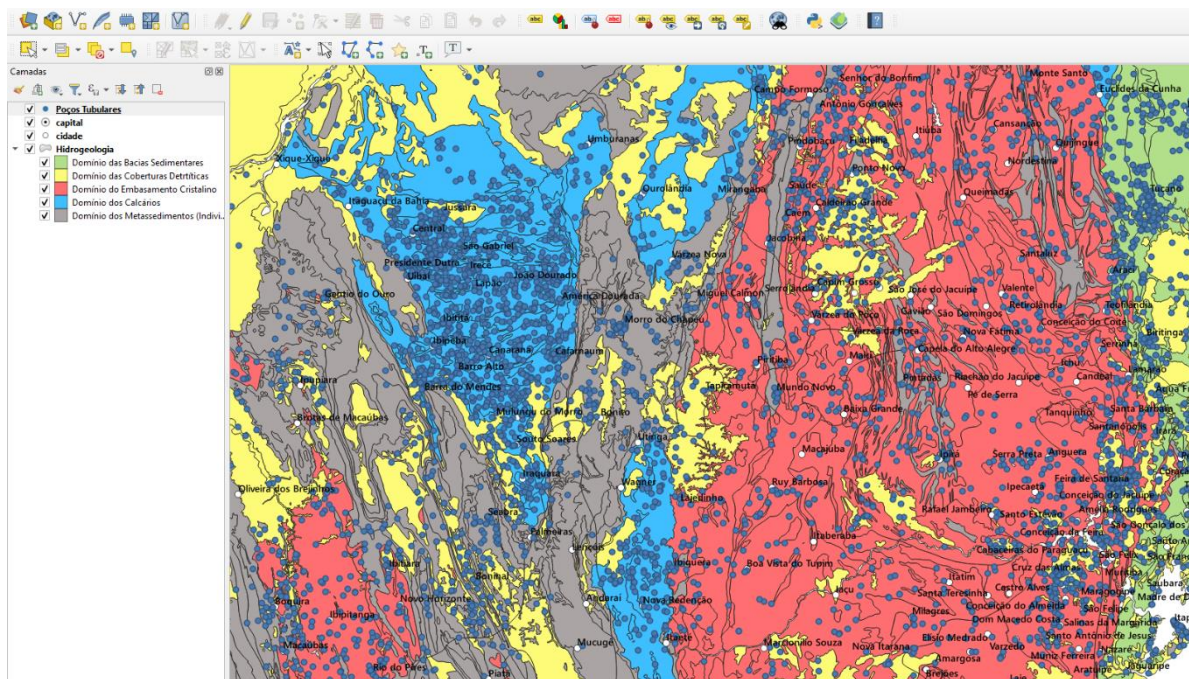 Camadas
Poços Tubulares
capital
cidade
Hidrogeologia
Domínio das Bacias Sedimentares
Domínio das Coberturas Detríticas
Domínio do Embasamento Cristalino
Domínio dos Calcários
Domínio dos Metassedimentos (Indivi...
Senhor do Bonfim
Monte Santo
Campo Formoso
Euclides da Cunha
Antônio Gonçalves
Cansanção
Itiúba
Umburanas
Pindobaçu
Filadélfia
Quijingue
Xique-Xique
Nordestina
Ponto Novo
Ourolândia
Mirangaba
Saúde
Queimadas
Tucano
Itaguaçu da Bahia
Jussara
Caldeirão Grande
Caem
Central
São Gabriel
Jacobina
Várzea Nova
Santaluz
Presidente Dutra
Irecê
Uibaí
João Dourado
Araci
Lapão
Capim Grosso
Gentio do Ouro
América Dourada
Miguel Calmon
Serrolândia
São José do Jacuípe
Valente
Retirolândia
Teofilândia
Ibititá
Morro do Chapéu
Várzea do Poço
Gavião
São Domingos
Conceição do Coité
Várzea da Roça
Nova Fátima
Biritinga
Ibipeba
Canarana
Cafarnaum
Capela do Alto Alegre
Serrinha
Barro Alto
Piritiba
Mairi
Ichu
Lamarão
Ipupiara
Barra do Mendes
Tapiramutá
Mundo Novo
Pintadas
Riachão do Jacuípe
Candeal
Pé de Serra
Brotas de Macaúbas
Mulungu do Morro
Bonito
Baixa Grande
Tanquinho
Santa Bárbara
Santanópolis
Irará
Souto Soares
Utinga
Macajuba
Ipirá
Serra Preta
Anguera
Iraquara
Wagner
Ruy Barbosa
Feira de Santana
Oliveira dos Brejinhos
Lajedinho
Ipecaetá
Conceição do Jacuípe
Rafael Jambeiro
Santo Estêvão
Amélia Rodrigues
Seabra
São Gonçalo dos
Palmeiras
Itaberaba
Conceição da Feira
Lençóis
Cabaceiras do Paraguaçu
São Félix
Ibitiara
Ibiquera
Boa Vista do Tupim
Cruz das Almas
Muritiba
Boninal
Itatim
Saubara
Boquira
Novo Horizonte
Andaraí
Nova Redenção
Iaçu
Santa Teresinha
Castro Alves
Maragogipe
Madre de D
Ibipitanga
Milagres
Conceição do Almeida
São Felipe
Dom Macedo Costa
Salinas da Margarida
Macaúbas
Mucugê
Itaetê
Marcionílio Souza
Nova Itarana
Elísio Medrado
Varzedo
Santo Antônio de Jesus
Rio do Pires
Piatã
Amargosa
Muniz Ferreira
Nazaré
Brejões
Aratuípe
Jaguaripe